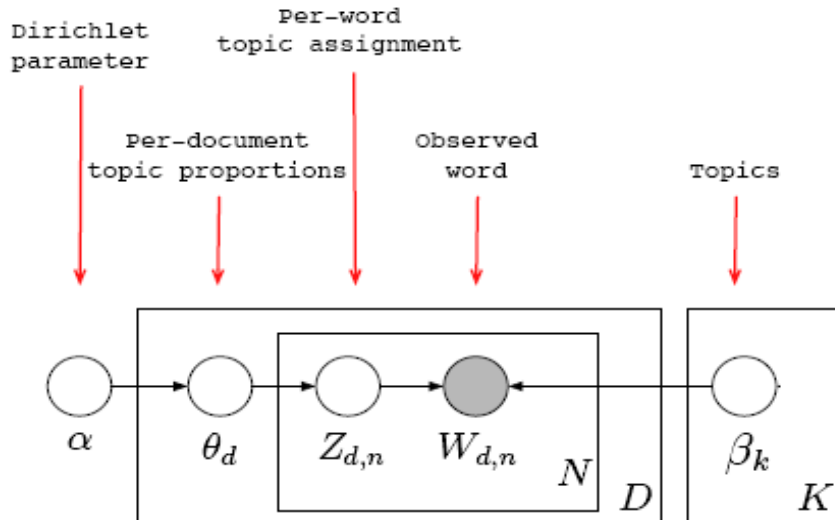 Dirichlet
parameter
Per-word
topic assignment
Per-document
topic proportions
Observed
word
Topics
α
θd
Zd,n
Wd,n
N
D
βk
K